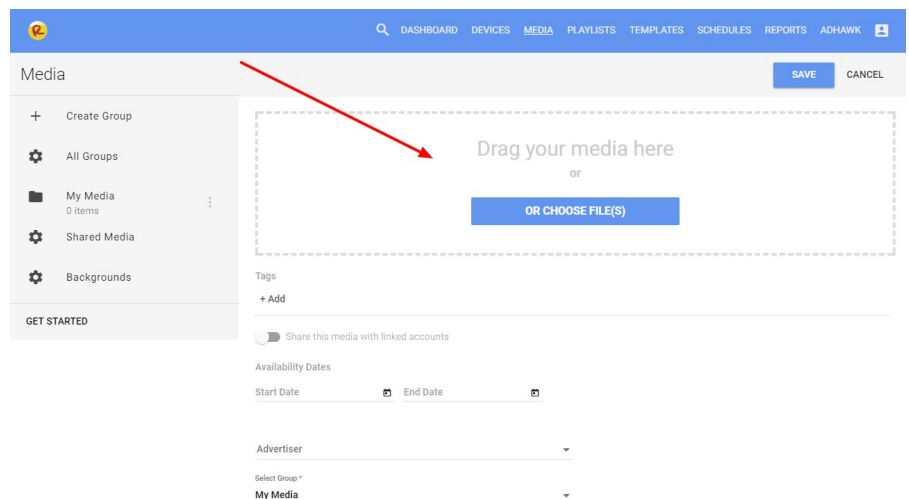 R
DASHBOARD DEVICES MEDIA PLAYLISTS TEMPLATES SCHEDULES REPORTS ADHAWK
Media
SAVE CANCEL
+ Create Group
All Groups
My Media
0 items
Shared Media
Backgrounds
GET STARTED
Drag your media here
or
OR CHOOSE FILE(S)
Tags
+ Add
Share this media with linked accounts
Availability Dates
Start Date End Date
Advertiser
Select Group *
My Media